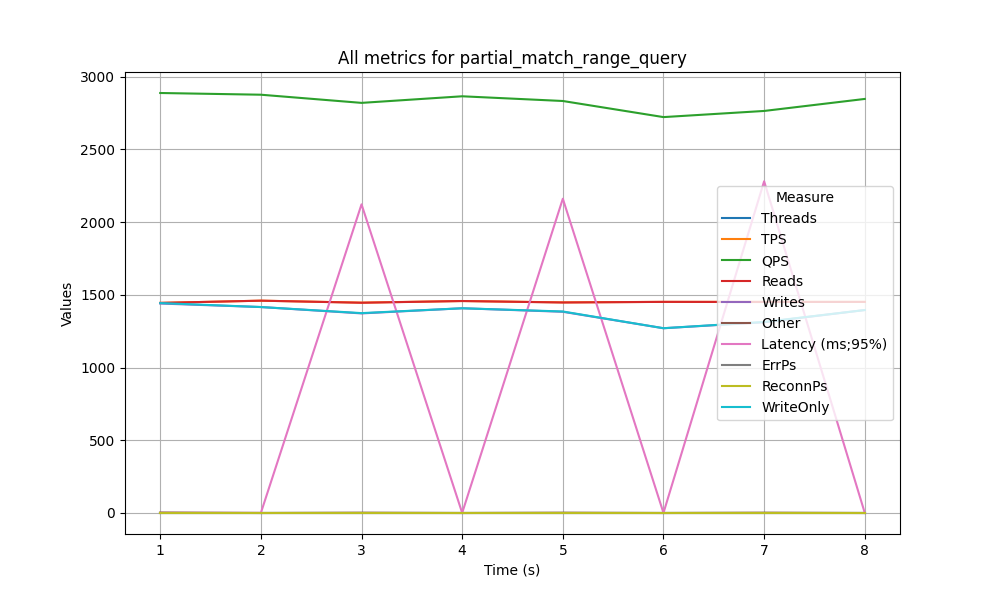 All metrics for partial_match_range_query
3000
2500
2000
1500
1000
500
0
Values
Measure
Threads
TPS
QPS
Reads
Writes
Other
Latency (ms;95%)
ErrPs
ReconnPs
WriteOnly
1 2 3 4 5 6 7 8
Time (s)